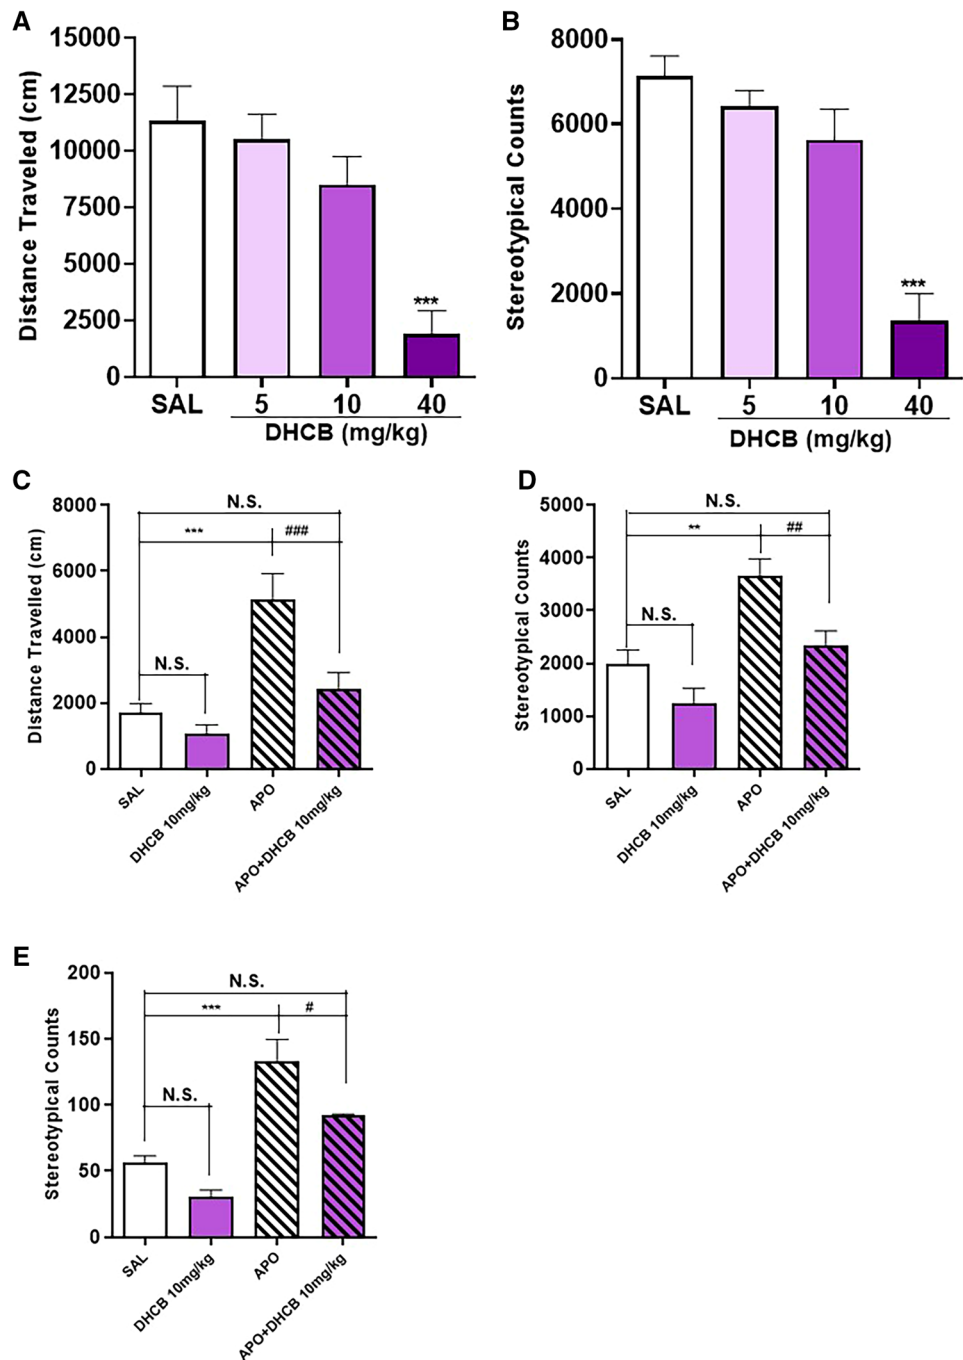 A
Distance Traveled (cm)
15000
12500
10000
7500
5000
2500
0
***
SAL 5 10 40
DHCB (mg/kg)
B
Stereotypical Counts
8000
6000
4000
2000
0
***
SAL 5 10 40
DHCB (mg/kg)
C
Distance Travelled (cm)
8000
6000
4000
2000
0
N.S.
*** ###
N.S.
SAL
DHCB 10mg/kg
APO
APO+DHCB 10mg/kg
D
Stereotypical Counts
5000
4000
3000
2000
1000
0
N.S.
** ##
N.S.
SAL
DHCB 10mg/kg
APO
APO+DHCB 10mg/kg
E
Stereotypical Counts
200
150
100
50
0
N.S.
*** #
N.S.
SAL
DHCB 10mg/kg
APO
APO+DHCB 10mg/kg